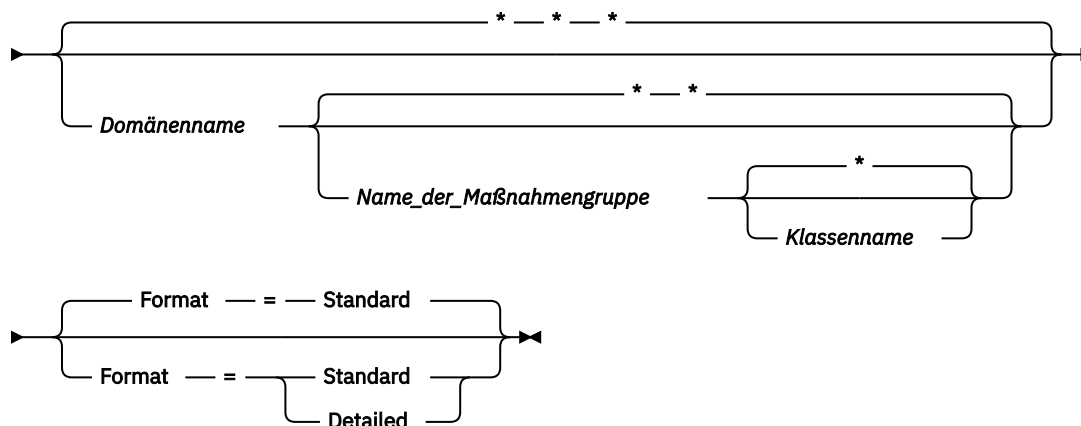 * * *
Domänenname
* *
Name_der_Maßnahmengruppe
*
Klassenname
Format = Standard
Format = Standard
Detailed